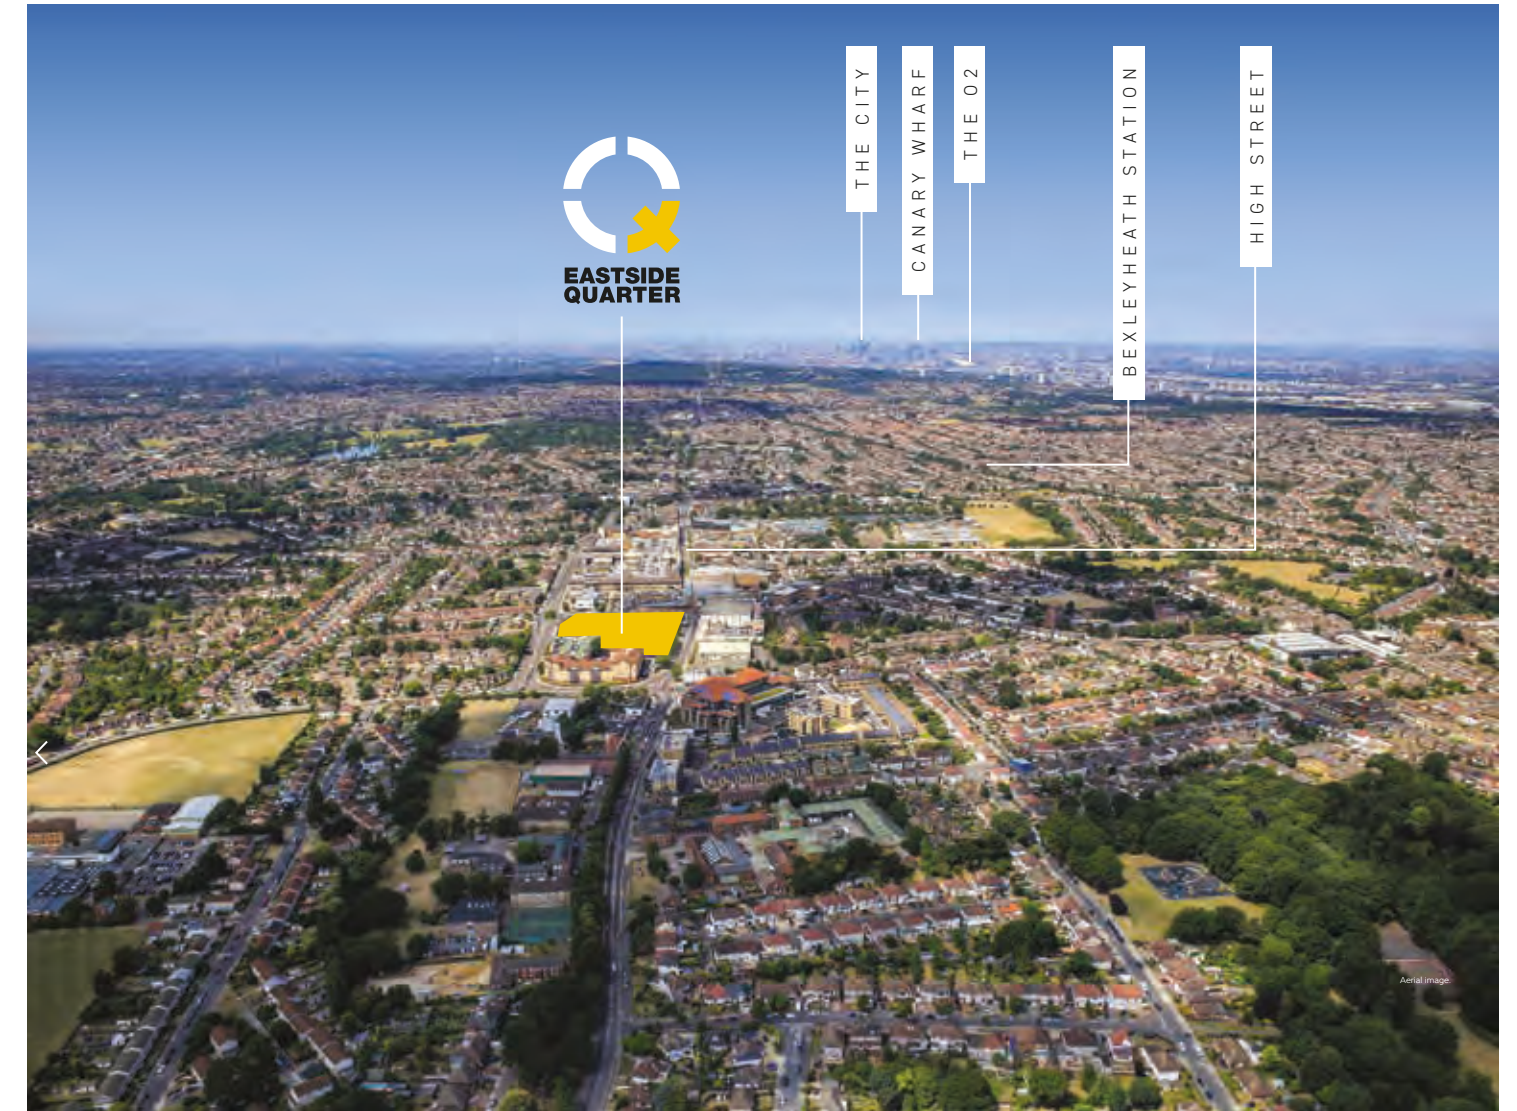 EASTSIDE
QUARTER
THE CITY
CANARY WHARF
THE O2
BEXLEYHEATH STATION
HIGH STREET
Aerial image.